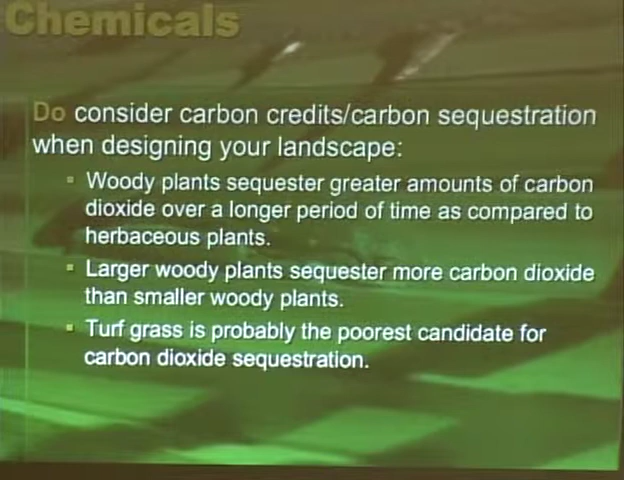 Chemicals
Do consider carbon credits/carbon sequestration
when designing your landscape:
Woody plants sequester greater amounts of carbon
dioxide over a longer period of time as compared to
herbaceous plants.
Larger woody plants sequester more carbon dioxide
than smaller woody plants.
Turf grass is probably the poorest candidate for
carbon dioxide sequestration.